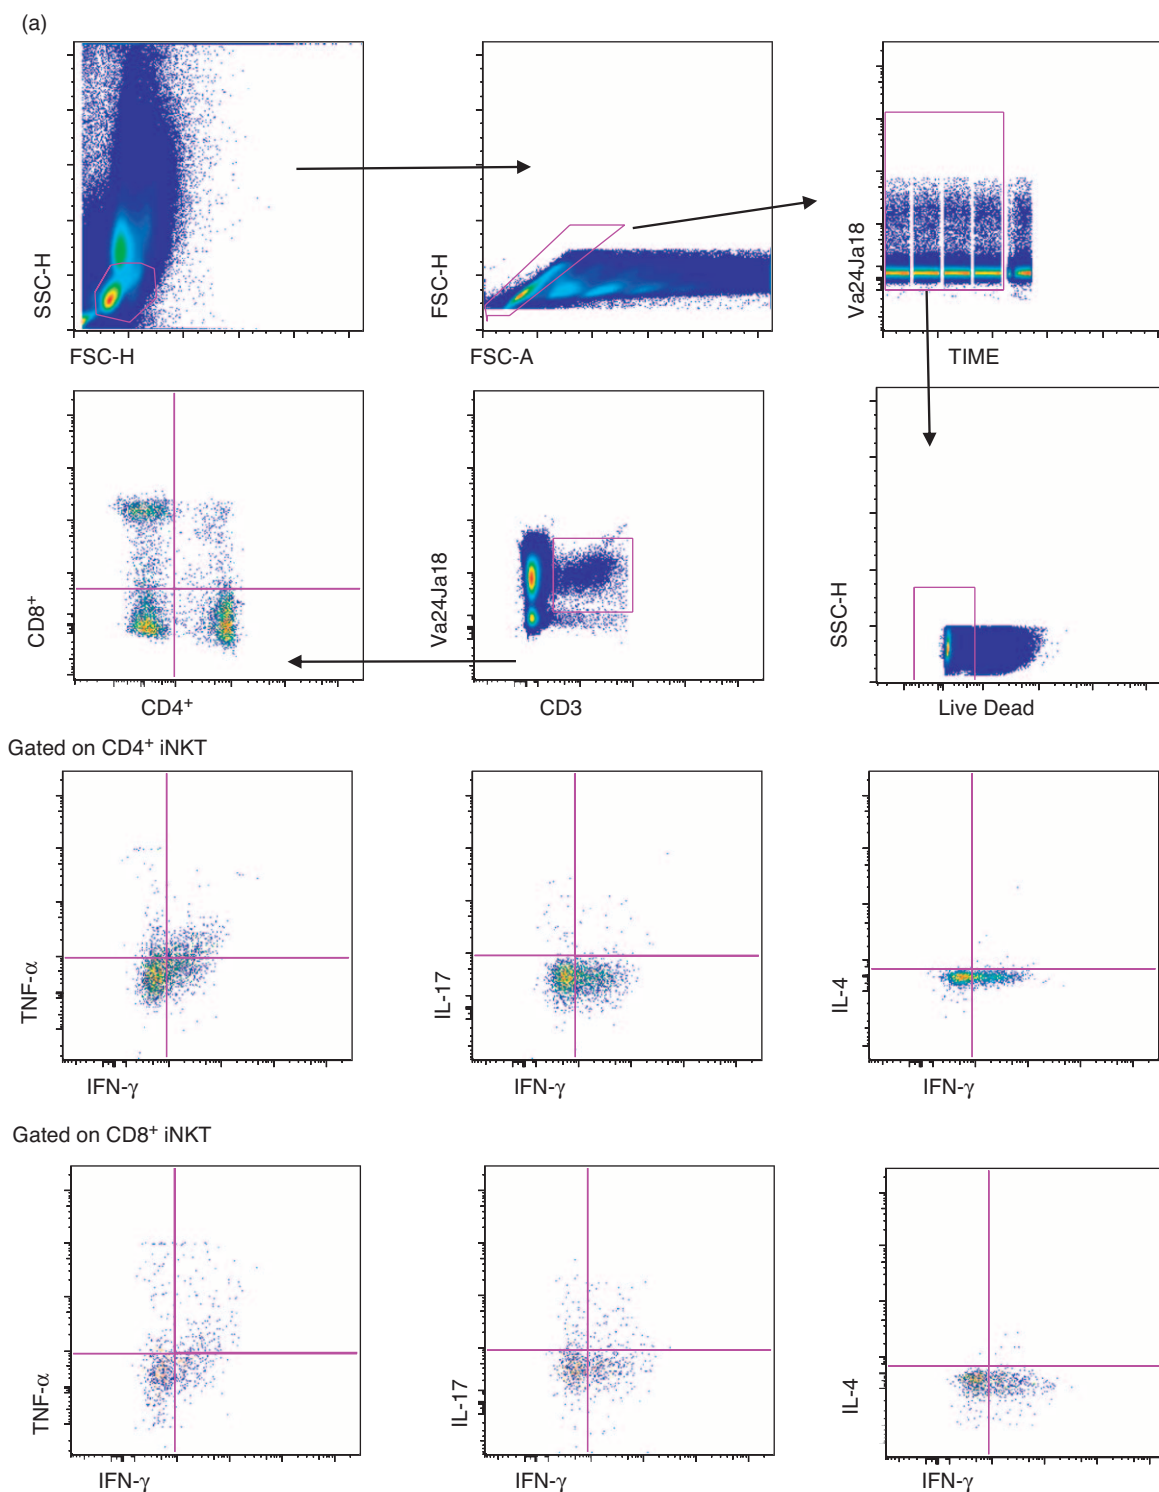 (a)
SSC-H
FSC-H
FSC-H
FSC-A
Va24Ja18
TIME
CD8⁺
CD4⁺
Va24Ja18
CD3
SSC-H
Live Dead
Gated on CD4⁺ iNKT
TNF-α
IFN-γ
IL-17
IFN-γ
IL-4
IFN-γ
Gated on CD8⁺ iNKT
TNF-α
IFN-γ
IL-17
IFN-γ
IL-4
IFN-γ